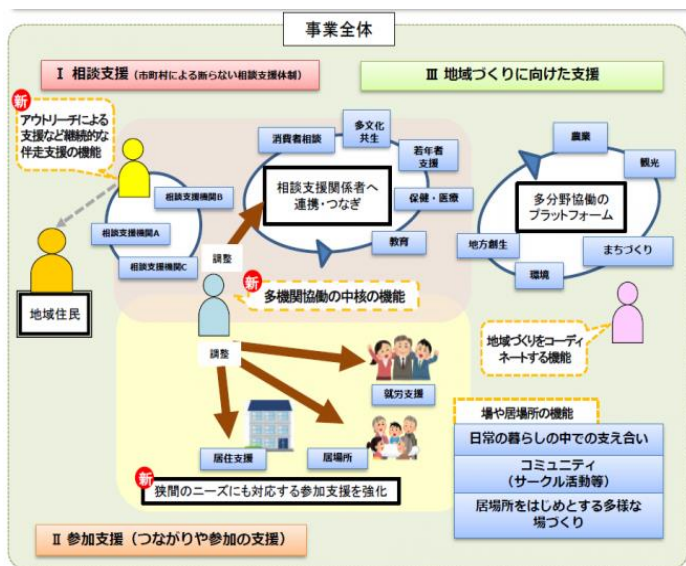 事業全体
Ⅰ 相談支援（市町村による断らない相談支援体制）
Ⅲ 地域づくりに向けた支援
新
アウトリーチによる
支援など継続的な
伴走支援の機能
相談支援機関B
相談支援機関A
相談支援機関C
地域住民
消費者相談
多文化
共生
若年者
支援
保健・医療
教育
相談支援関係者へ
連携・つなぎ
調整
新
多機関協働の中核の機能
農業
観光
まちづくり
環境
地方創生
多分野協働の
プラットフォーム
地域づくりをコーディ
ネートする機能
調整
就労支援
居住支援
居場所
新
狭間のニーズにも対応する参加支援を強化
Ⅱ 参加支援（つながりや参加の支援）
場や居場所の機能
日常の暮らしの中での支え合い
コミュニティ
（サークル活動等）
居場所をはじめとする多様な
場づくり